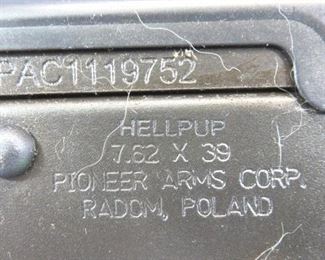 PAC1119752
HELLPUP
7.62 X 39
PIONEER ARMS CORP.
RADOM, POLAND